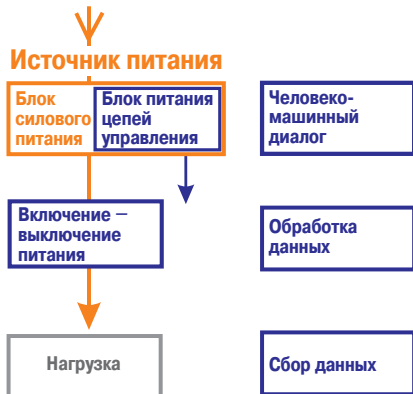 Источник питания
Блок
силового
питания
Блок питания
цепей
управления
Человеко-
машинный
диалог
Включение —
выключение
питания
Обработка
данных
Нагрузка
Сбор данных